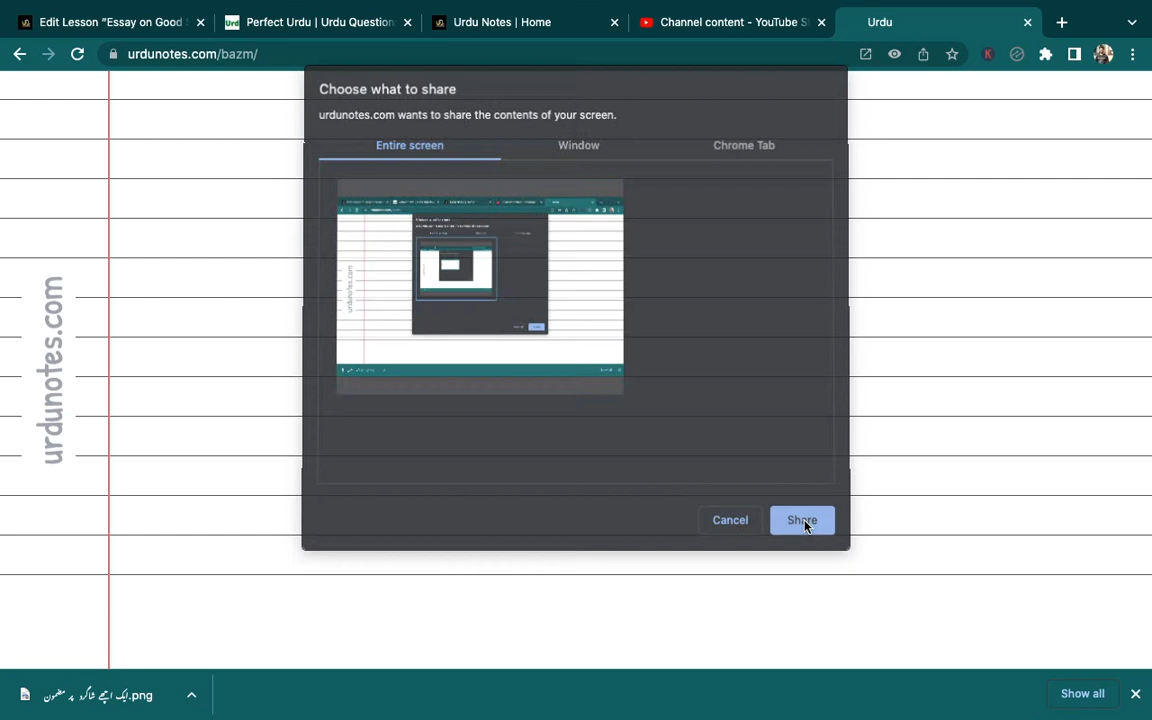 Edit Lesson "Essay on Good S
Perfect Urdu | Urdu Question
Urdu Notes | Home
Channel content - YouTube S
Urdu
urdunotes.com/bazm/
Choose what to share
urdunotes.com wants to share the contents of your screen.
Entire screen
Window
Chrome Tab
urdunotes.com
Cancel
Share
ایک اچھے شاگرد پر مضمون.png
Show all